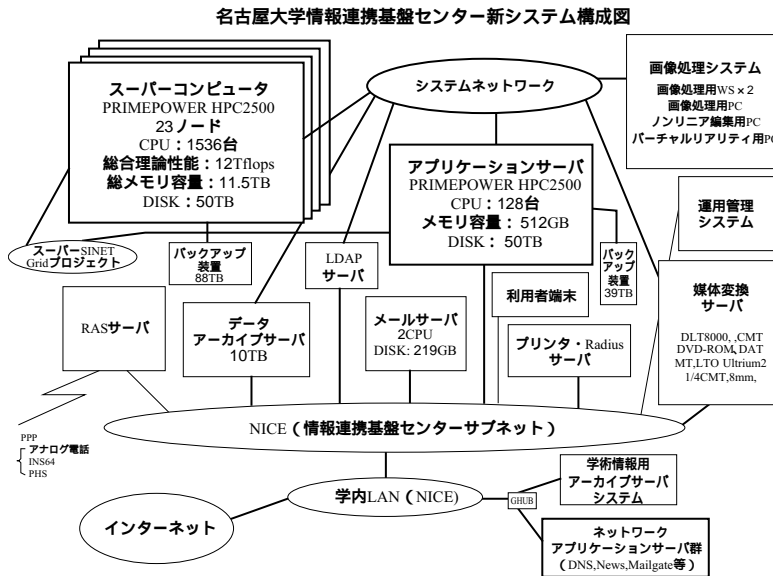 名古屋大学情報連携基盤センター新システム構成図
スーパーコンピュータ
PRIMEPOWER HPC2500
23ノード
CPU：1536台
総合理論性能：12Tflops
総メモリ容量：11.5TB
DISK：50TB
システムネットワーク
画像処理システム
画像処理用WS×2
画像処理用PC
ノンリニア編集用PC
バーチャルリアリティ用PC
アプリケーションサーバ
PRIMEPOWER HPC2500
CPU：128台
メモリ容量：512GB
DISK： 50TB
運用管理
システム
スーパーSINET
Gridプロジェクト
バックアップ
装置
88TB
LDAP
サーバ
バック
アップ
装置
39TB
媒体変換
サーバ
DLT8000, ,CMT
DVD-ROM,DAT
MT,LTO Ultrium2
1/4CMT,8mm,
RASサーバ
データ
アーカイブサーバ
10TB
メールサーバ
2CPU
DISK: 219GB
利用者端末
プリンタ・Radius
サーバ
NICE（情報連携基盤センターサブネット）
PPP
アナログ電話
INS64
PHS
学内LAN（NICE)
GHUB
学術情報用
アーカイブサーバ
システム
インターネット
ネットワーク
アプリケーションサーバ群
（DNS,News,Mailgate等）